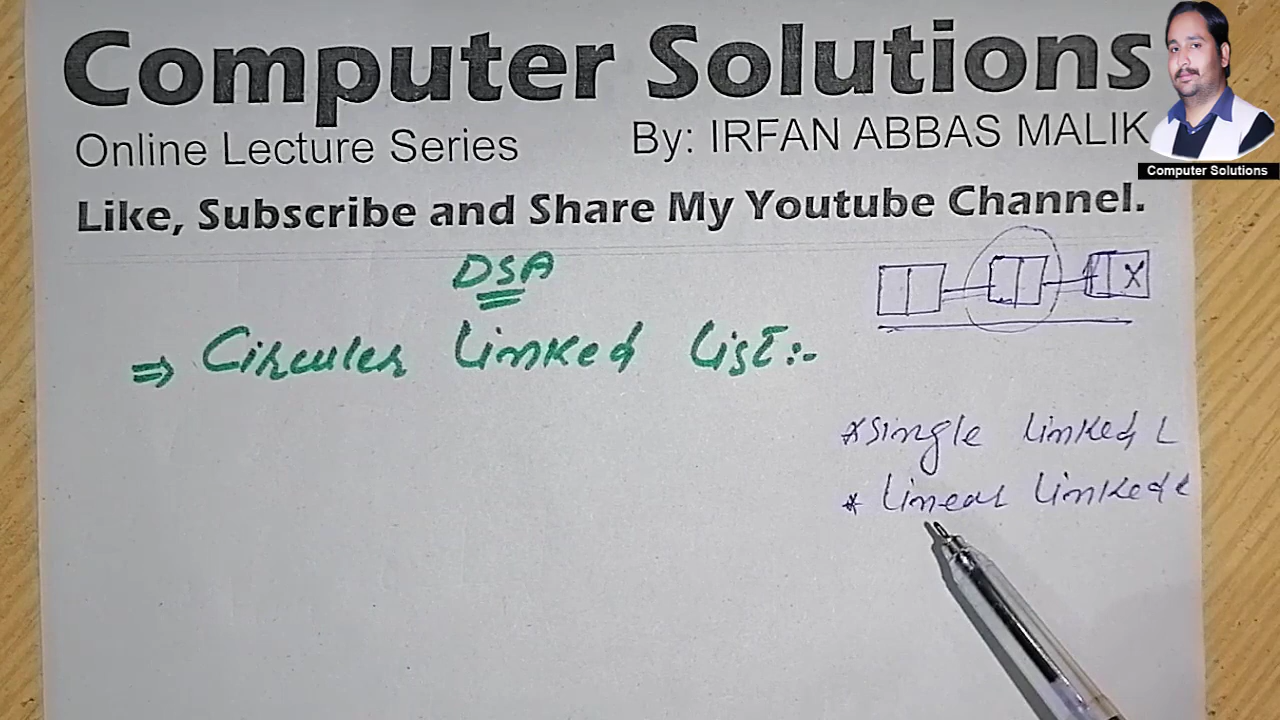 Computer Solutions
Online Lecture Series By: IRFAN ABBAS MALIK
Computer Solutions
Like, Subscribe and Share My Youtube Channel.
DSA
X
⇒ Circuler Linked List:-
*Single Linked L
* Linear Linked L